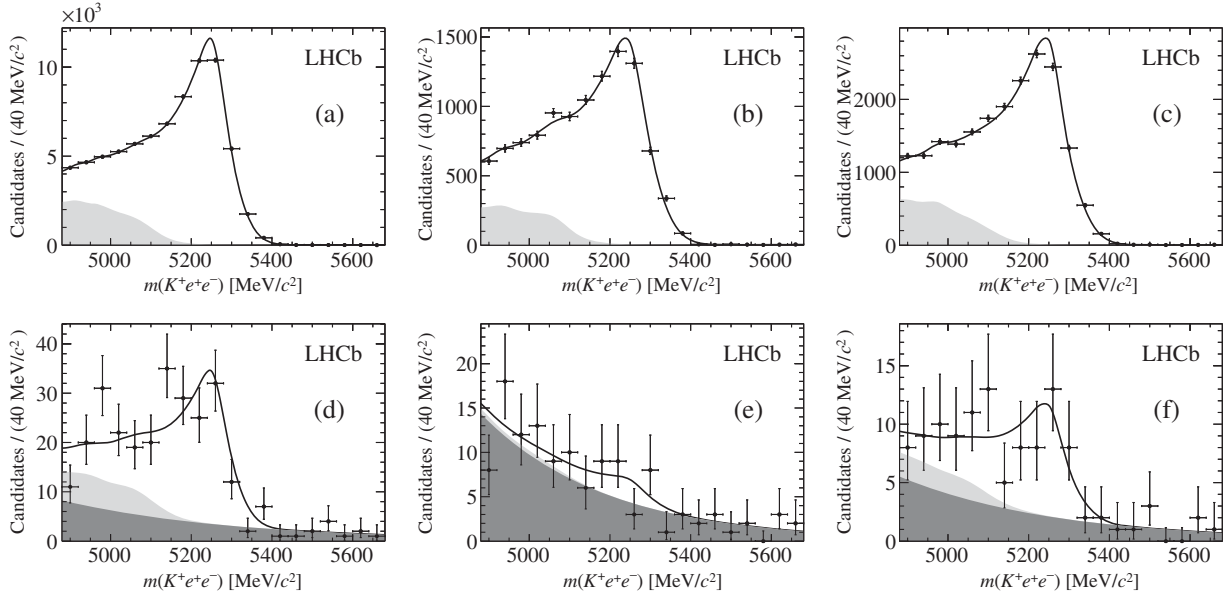 ×10³
Candidates / (40 MeV/c²)
10
5
0
LHCb
(a)
5000 5200 5400 5600
m(K⁺e⁺e⁻) [MeV/c²]
Candidates / (40 MeV/c²)
1500
1000
500
0
LHCb
(b)
5000 5200 5400 5600
m(K⁺e⁺e⁻) [MeV/c²]
Candidates / (40 MeV/c²)
2000
1000
0
LHCb
(c)
5000 5200 5400 5600
m(K⁺e⁺e⁻) [MeV/c²]
Candidates / (40 MeV/c²)
40
30
20
10
0
LHCb
(d)
5000 5200 5400 5600
m(K⁺e⁺e⁻) [MeV/c²]
Candidates / (40 MeV/c²)
20
15
10
5
0
LHCb
(e)
5000 5200 5400 5600
m(K⁺e⁺e⁻) [MeV/c²]
Candidates / (40 MeV/c²)
15
10
5
0
LHCb
(f)
5000 5200 5400 5600
m(K⁺e⁺e⁻) [MeV/c²]